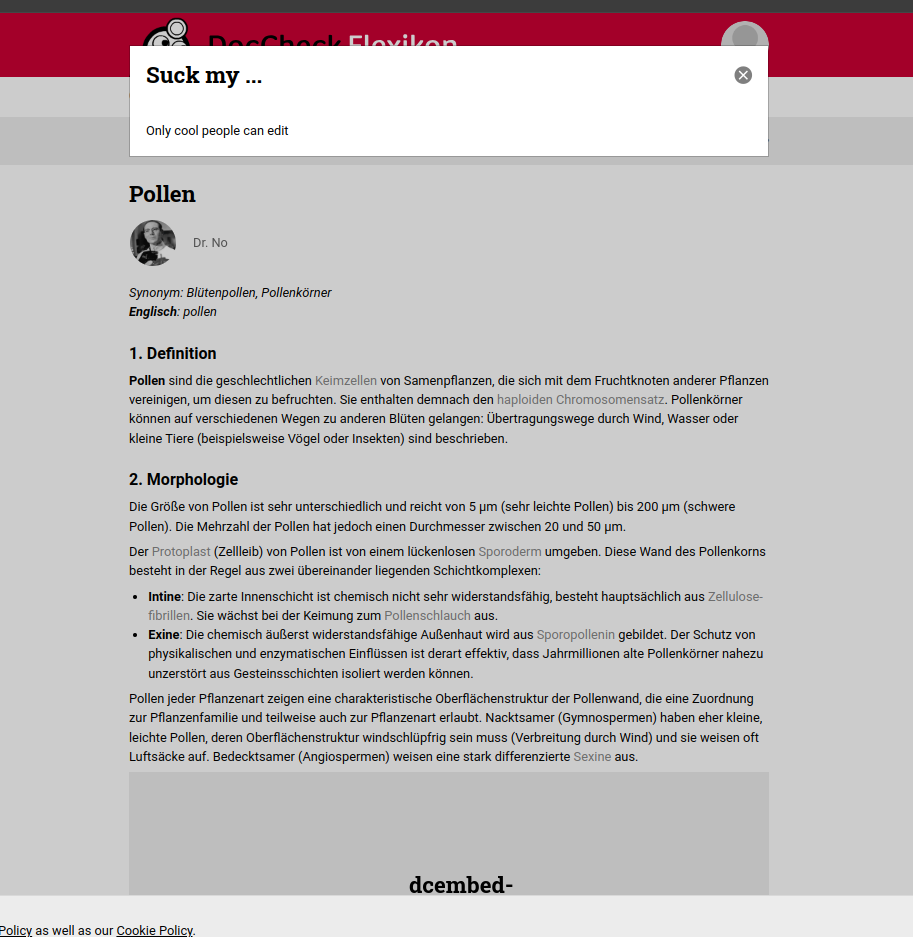 DocCheck Flexikon
Suck my ...
Only cool people can edit
Pollen
Dr. No
Synonym: Blütenpollen, Pollenkörner
Englisch: pollen
1. Definition
Pollen sind die geschlechtlichen Keimzellen von Samenpflanzen, die sich mit dem Fruchtknoten anderer Pflanzen
vereinigen, um diesen zu befruchten. Sie enthalten demnach den haploiden Chromosomensatz. Pollenkörner
können auf verschiedenen Wegen zu anderen Blüten gelangen: Übertragungswege durch Wind, Wasser oder
kleine Tiere (beispielsweise Vögel oder Insekten) sind beschrieben.
2. Morphologie
Die Größe von Pollen ist sehr unterschiedlich und reicht von 5 µm (sehr leichte Pollen) bis 200 µm (schwere
Pollen). Die Mehrzahl der Pollen hat jedoch einen Durchmesser zwischen 20 und 50 µm.
Der Protoplast (Zellleib) von Pollen ist von einem lückenlosen Sporoderm umgeben. Diese Wand des Pollenkorns
besteht in der Regel aus zwei übereinander liegenden Schichtkomplexen:
• Intine: Die zarte Innenschicht ist chemisch nicht sehr widerstandsfähig, besteht hauptsächlich aus Zellulose-
fibrillen. Sie wächst bei der Keimung zum Pollenschlauch aus.
• Exine: Die chemisch äußerst widerstandsfähige Außenhaut wird aus Sporopollenin gebildet. Der Schutz von
physikalischen und enzymatischen Einflüssen ist derart effektiv, dass Jahrmillionen alte Pollenkörner nahezu
unzerstört aus Gesteinsschichten isoliert werden können.
Pollen jeder Pflanzenart zeigen eine charakteristische Oberflächenstruktur der Pollenwand, die eine Zuordnung
zur Pflanzenfamilie und teilweise auch zur Pflanzenart erlaubt. Nacktsamer (Gymnospermen) haben eher kleine,
leichte Pollen, deren Oberflächenstruktur windschlüpfrig sein muss (Verbreitung durch Wind) und sie weisen oft
Luftsäcke auf. Bedecktsamer (Angiospermen) weisen eine stark differenzierte Sexine aus.
dcembed-
Policy as well as our Cookie Policy.